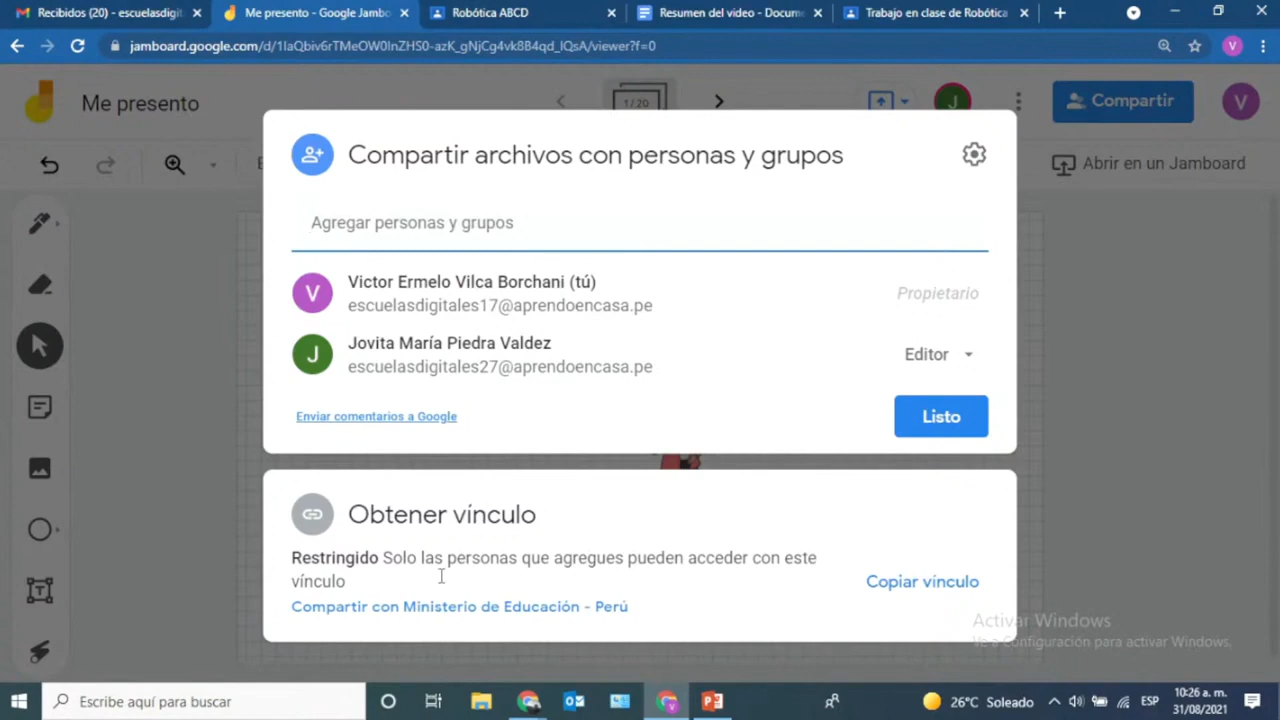 Recibidos (20) - escuelasdigit
Me presento - Google Jambo
Robótica ABCD
Resumen del video - Docum
Trabajo en clase de Robótica
jamboard.google.com/d/1IaQbiv6rTMeOW0InZHS0-azK_gNjCg4vk8B4qd_IQsA/viewer?f=0
V
Me presento
1/20
J
Compartir
V
Abrir en un Jamboard
Compartir archivos con personas y grupos
Agregar personas y grupos
V
Victor Ermelo Vilca Borchani (tú)
escuelasdigitales17@aprendoencasa.pe
Propietario
J
Jovita María Piedra Valdez
escuelasdigitales27@aprendoencasa.pe
Editor
Enviar comentarios a Google
Listo
Obtener vínculo
Restringido Solo las personas que agregues pueden acceder con este
vínculo
Copiar vínculo
Compartir con Ministerio de Educación - Perú
Activar Windows
Ve a Configuración para activar Windows.
Escribe aquí para buscar
26°C Soleado
ESP
10:26 a. m.
31/08/2021